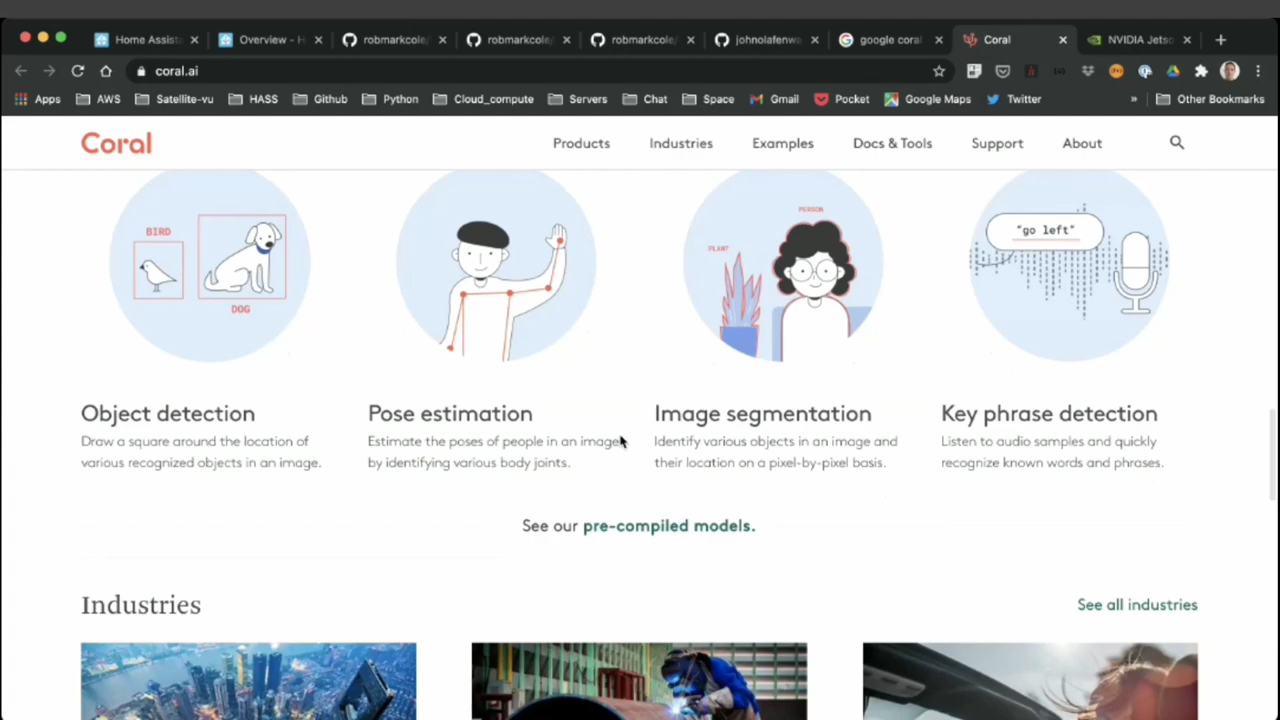 Home Assista
Overview - H
robmarkcole/
robmarkcole/
robmarkcole/
johnolafenwa
google coral
Coral
NVIDIA Jetso
coral.ai
Apps
AWS
Satellite-vu
HASS
Github
Python
Cloud_compute
Servers
Chat
Space
Gmail
Pocket
Google Maps
Twitter
»
Other Bookmarks
Coral
Products
Industries
Examples
Docs & Tools
Support
About
BIRD
DOG
PLANT
PERSON
"go left"
Object detection
Draw a square around the location of
various recognized objects in an image.
Pose estimation
Estimate the poses of people in an image
by identifying various body joints.
Image segmentation
Identify various objects in an image and
their location on a pixel-by-pixel basis.
Key phrase detection
Listen to audio samples and quickly
recognize known words and phrases.
See our pre-compiled models.
Industries
See all industries